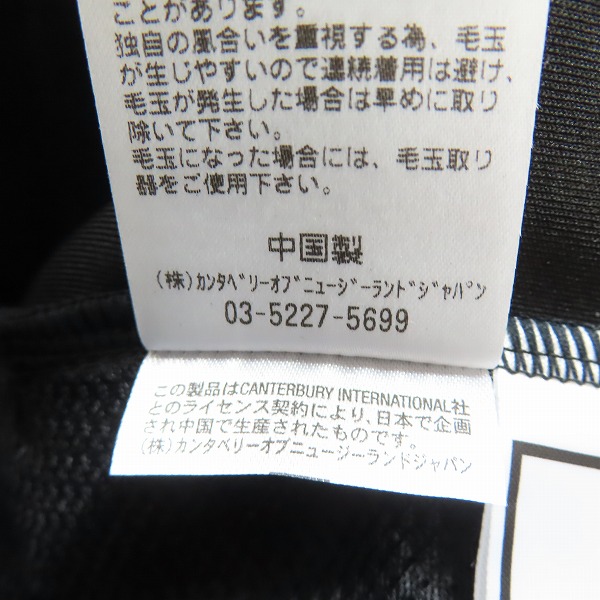 ことがあります。
独自の風合いを重視する為、毛玉
が生じやすいので連続着用は避け、
毛玉が発生した場合は早めに取り
除いて下さい。
毛玉になった場合には、毛玉取り
器をご使用下さい。
中国製
(株)ｶﾝﾀﾍﾞﾘｰｵﾌﾞﾆｭｰｼﾞｰﾗﾝﾄﾞｼﾞｬﾊﾟﾝ
03-5227-5699
この製品はCANTERBURY INTERNATIONAL社
とのライセンス契約により、日本で企画
され中国で生産されたものです。
(株)カンタベリーオブニュージーランドジャパン